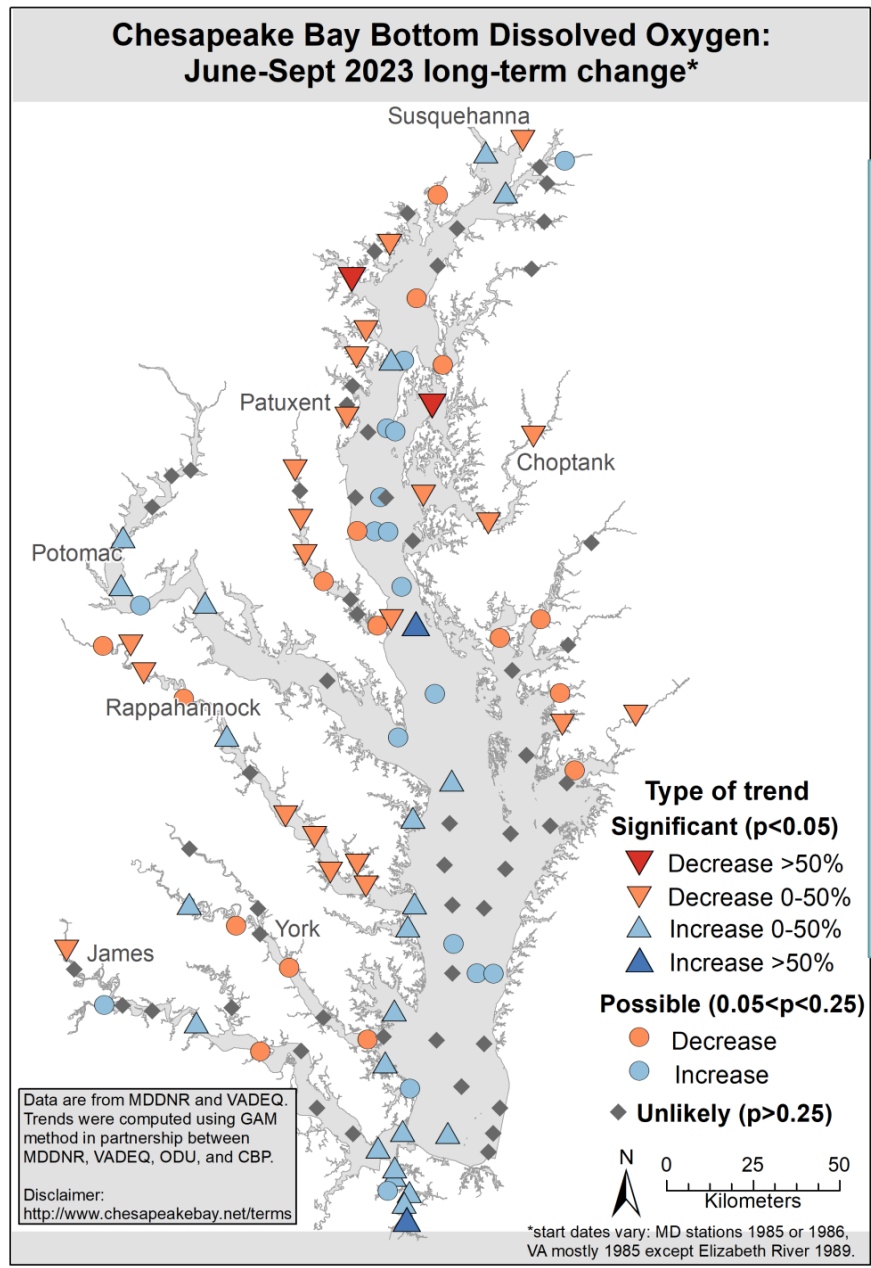 Chesapeake Bay Bottom Dissolved Oxygen:
June-Sept 2023 long-term change*
Susquehanna
Patuxent
Choptank
Potomac
Rappahannock
York
James
Type of trend
Significant (p<0.05)
Decrease >50%
Decrease 0-50%
Increase 0-50%
Increase >50%
Possible (0.05<p<0.25)
Decrease
Increase
Unlikely (p>0.25)
Data are from MDDNR and VADEQ.
Trends were computed using GAM
method in partnership between
MDDNR, VADEQ, ODU, and CBP.
Disclaimer:
http://www.chesapeakebay.net/terms
N
0 25 50
Kilometers
*start dates vary: MD stations 1985 or 1986,
VA mostly 1985 except Elizabeth River 1989.